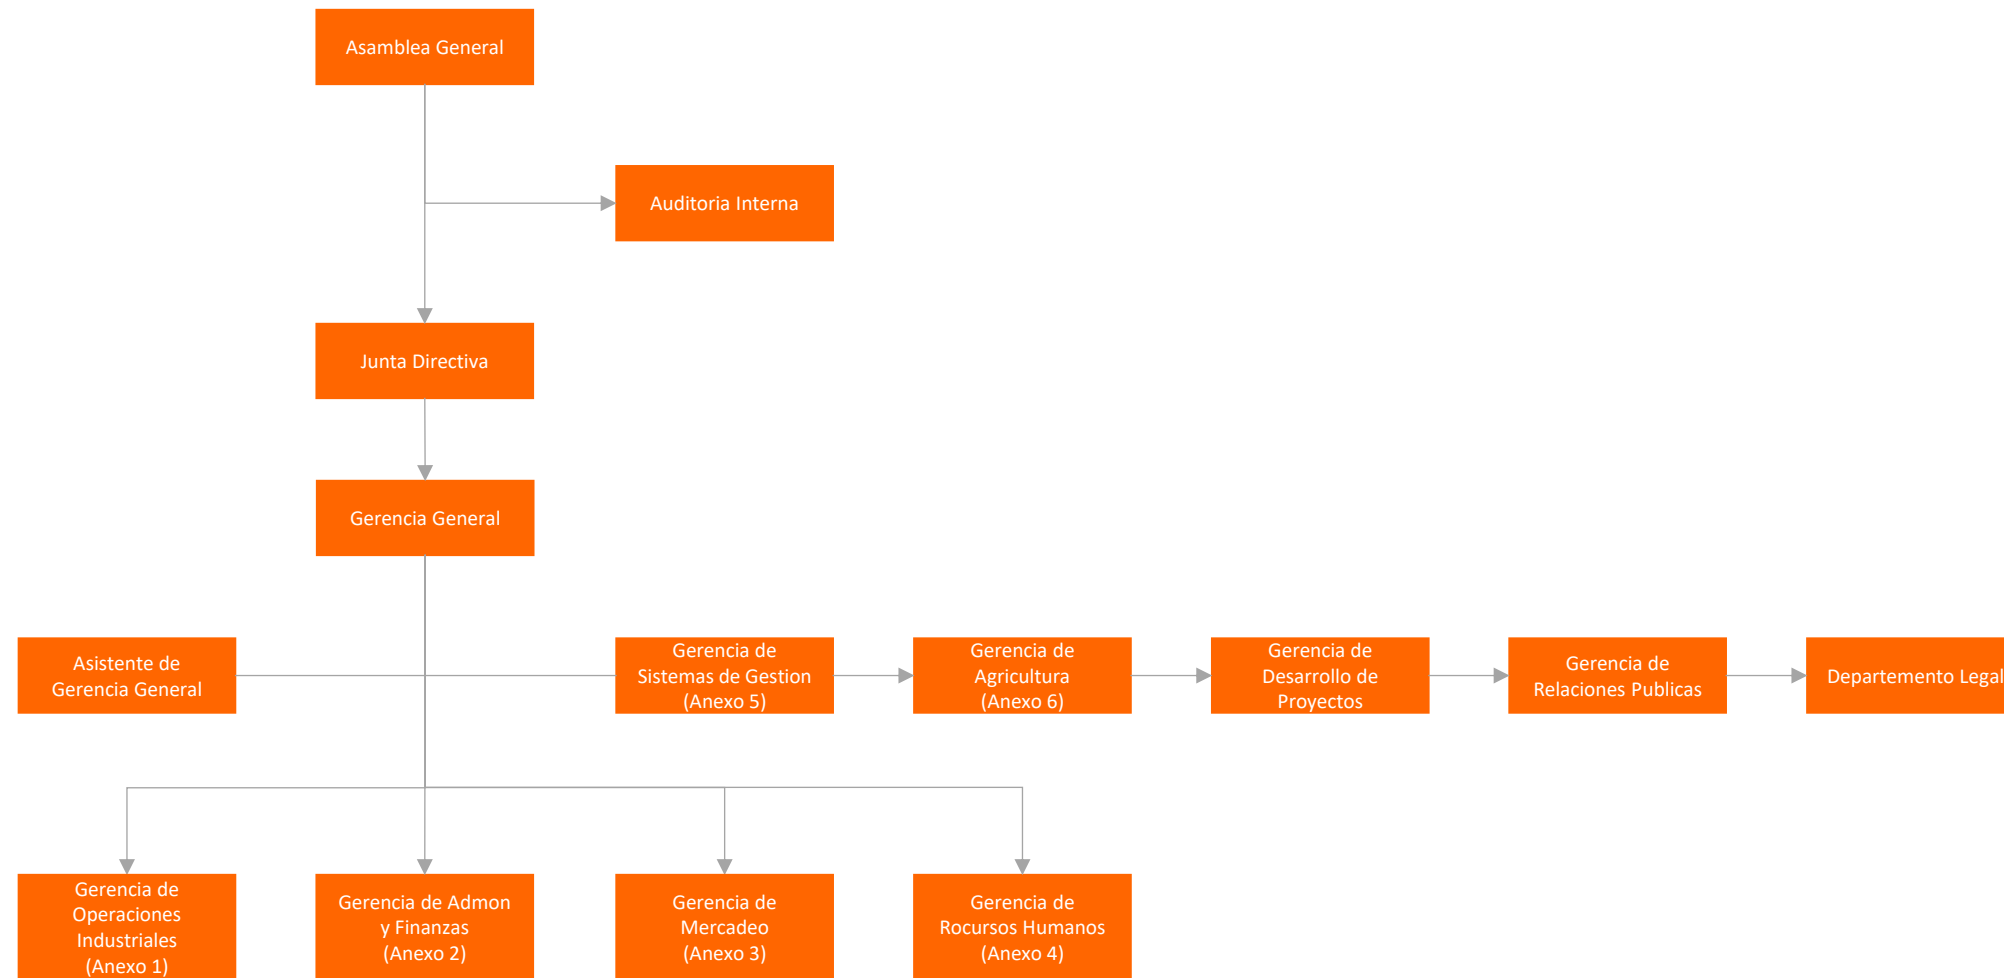 Asamblea General
Auditoria Interna
Junta Directiva
Gerencia General
Asistente de
Gerencia General
Gerencia de
Sistemas de Gestion
(Anexo 5)
Gerencia de
Agricultura
(Anexo 6)
Gerencia de
Desarrollo de
Proyectos
Gerencia de
Relaciones Publicas
Departemento Legal
Gerencia de
Operaciones
Industriales
(Anexo 1)
Gerencia de Admon
y Finanzas
(Anexo 2)
Gerencia de
Mercadeo
(Anexo 3)
Gerencia de
Rocursos Humanos
(Anexo 4)